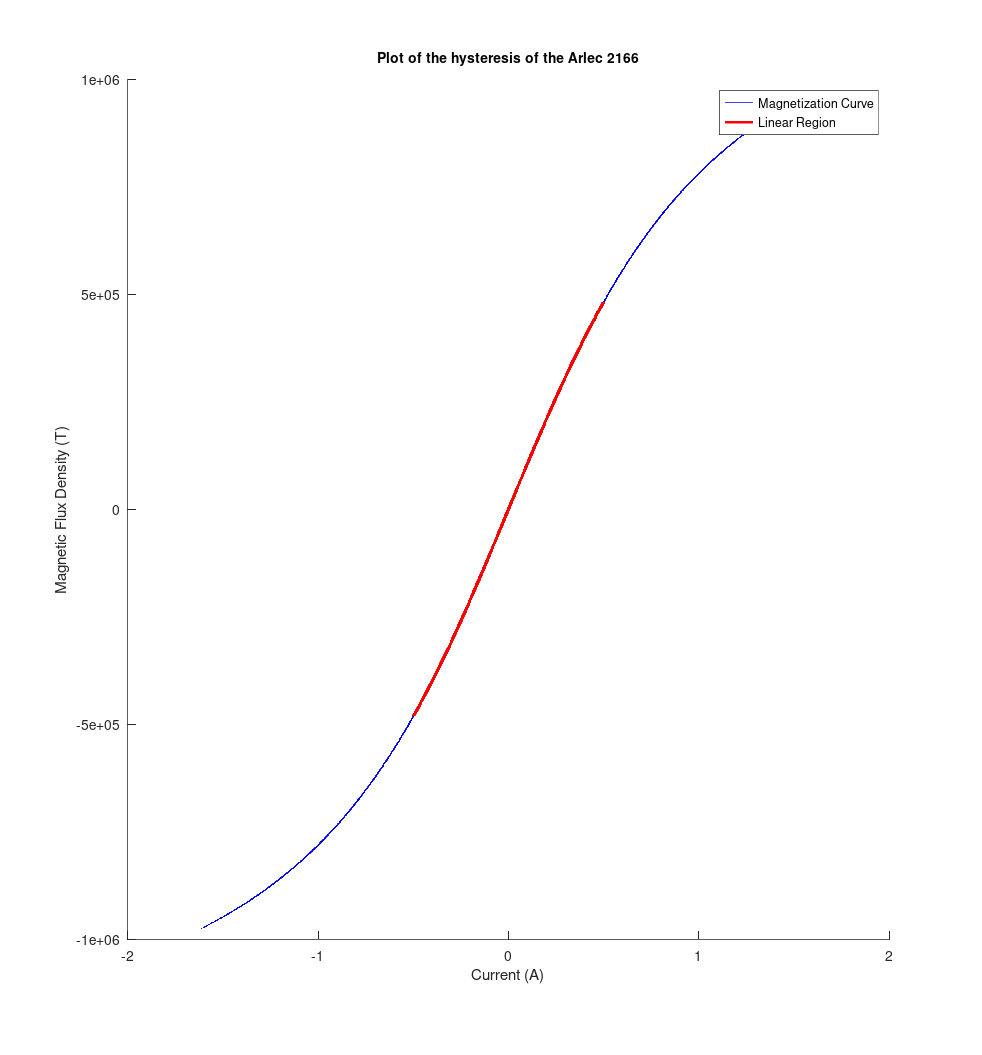 Plot of the hysteresis of the Arlec 2166
1e+06
Magnetization Curve
Linear Region
5e+05
Magnetic Flux Density (T)
0
-5e+05
-1e+06
-2
-1
0
1
2
Current (A)